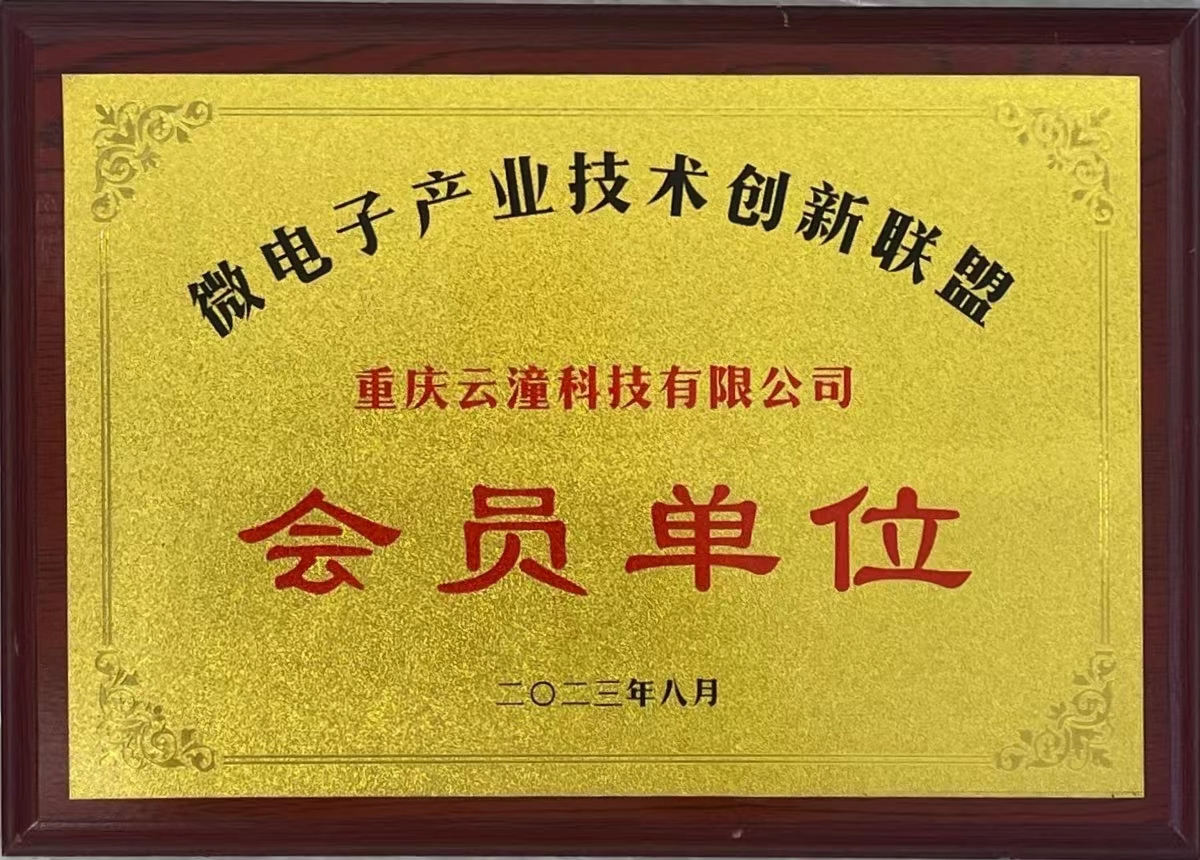 微电子产业技术创新联盟
重庆云潼科技有限公司
会员单位
二〇二三年八月